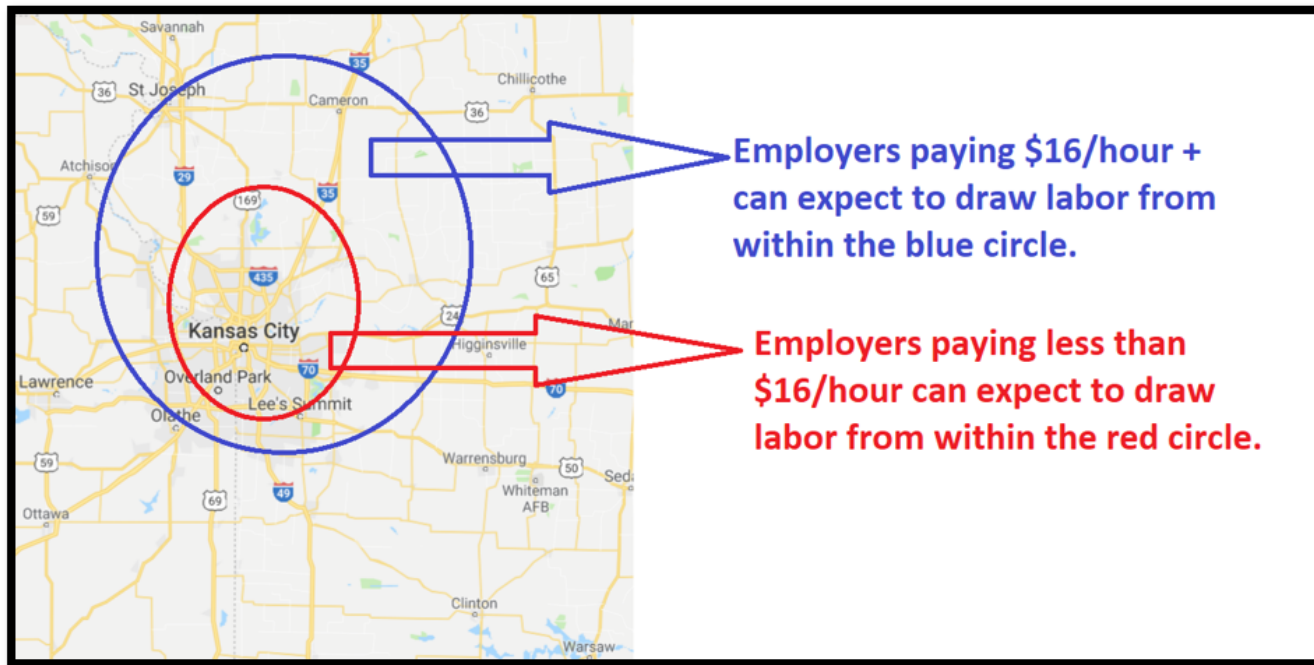 Savannah
35
36
St Joseph
Chillicothe
Cameron
36
Employers paying $16/hour +
can expect to draw labor from
within the blue circle.
Atchison
29
35
169
59
435
65
24
Kansas City
Higginsville
Employers paying less than
$16/hour can expect to draw
labor from within the red circle.
Lawrence
Overland Park
70
70
Lee's Summit
Olathe
59
Warrensburg
50
69
49
Whiteman
AFB
Ottawa
Clinton
Warsaw